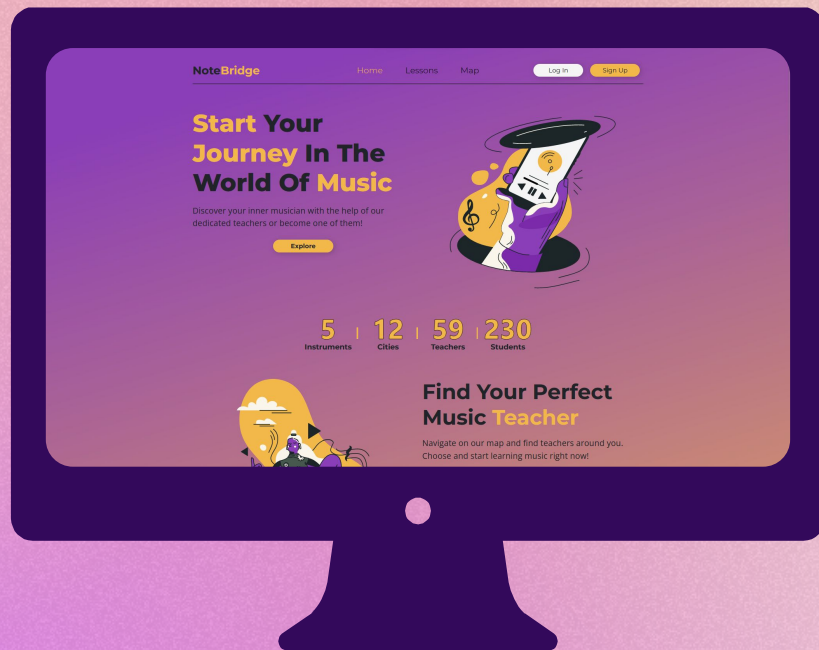 NoteBridge
Home Lessons Map
Log In Sign Up
Start Your
Journey In The
World Of Music
Discover your inner musician with the help of our
dedicated teachers or become one of them!
Explore
5 | 12 | 59 | 230
Instruments Cities Teachers Students
Find Your Perfect
Music Teacher
Navigate on our map and find teachers around you.
Choose and start learning music right now!